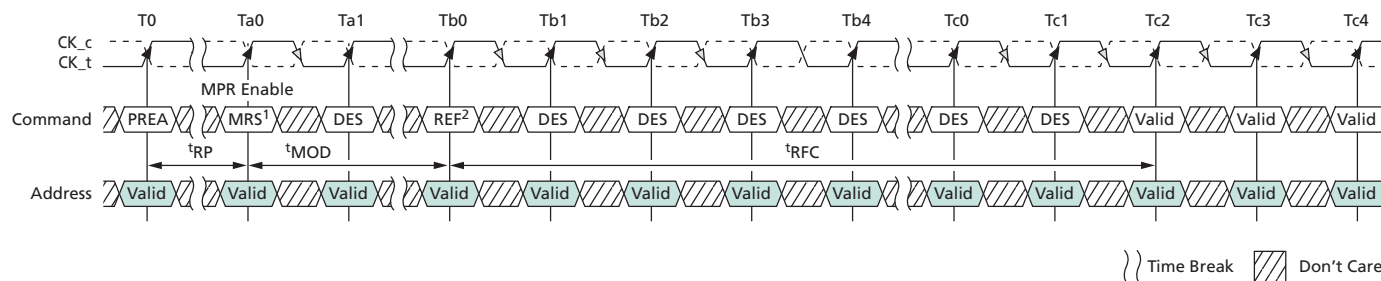 T0 Ta0 Ta1 Tb0 Tb1 Tb2 Tb3 Tb4 Tc0 Tc1 Tc2 Tc3 Tc4
CK_c
CK_t
MPR Enable
Command PREA MRS¹ DES REF² DES DES DES DES DES DES Valid Valid Valid
tRP tMOD tRFC
Address Valid Valid Valid Valid Valid Valid Valid Valid Valid Valid Valid Valid Valid
Time Break Don't Care